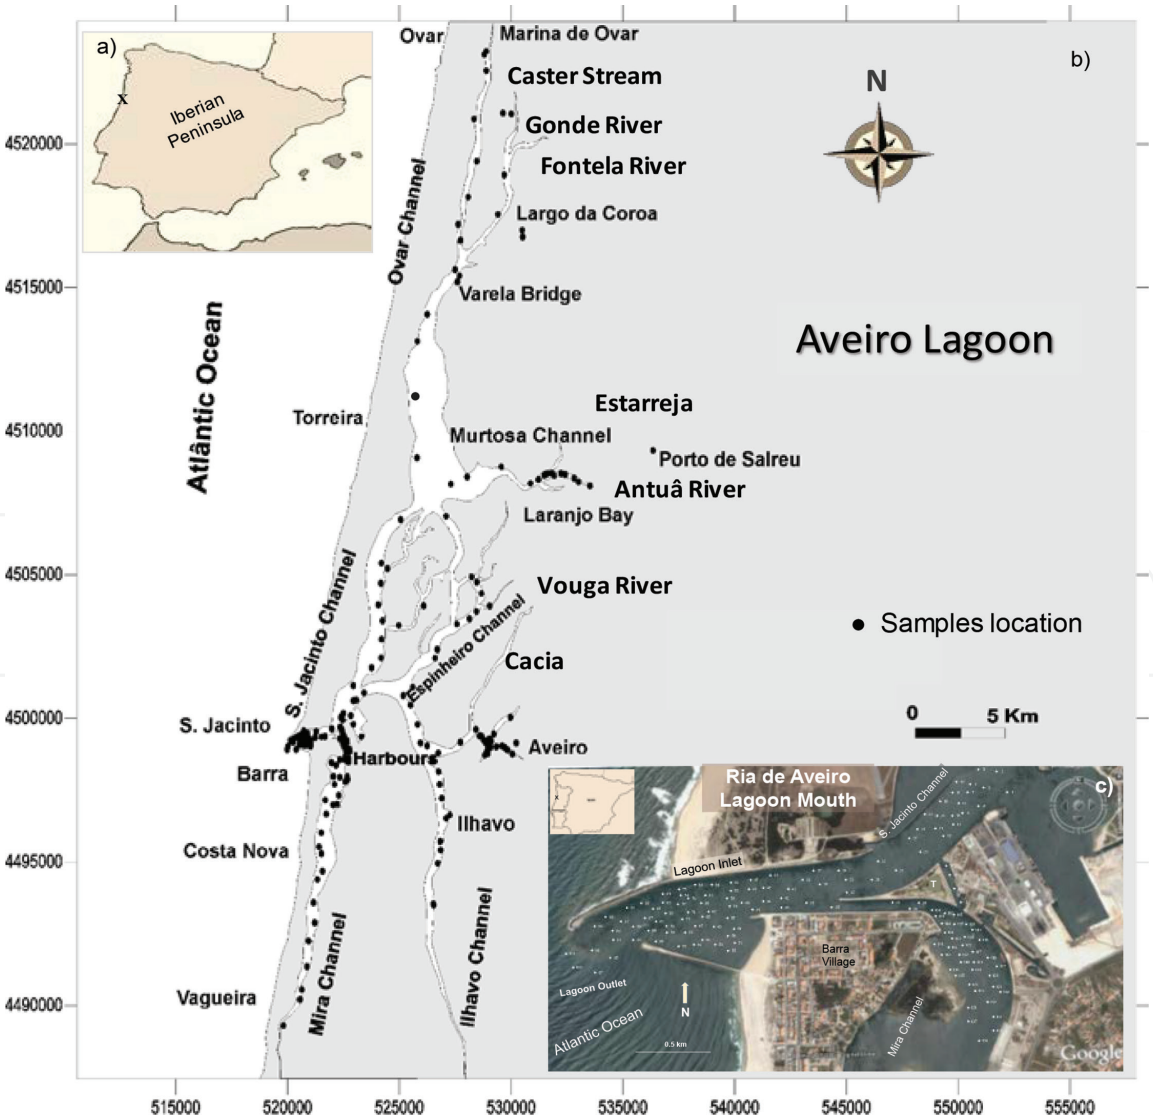 a)
Iberian
Peninsula
x
b)
N
Ovar
Marina de Ovar
Caster Stream
Gonde River
Fontela River
Largo da Coroa
Ovar Channel
Varela Bridge
Atlântic Ocean
Aveiro Lagoon
Torreira
Estarreja
Murtosa Channel
Porto de Salreu
Antuâ River
Laranjo Bay
S. Jacinto Channel
Vouga River
Espinheiro Channel
Samples location
Cacia
0 5 Km
S. Jacinto
Harbours
Aveiro
Barra
Ilhavo
Costa Nova
Mira Channel
Ilhavo Channel
Vagueira
4520000
4515000
4510000
4505000
4500000
4495000
4490000
515000 520000 525000 530000 535000 540000 545000 550000 555000
Ria de Aveiro
Lagoon Mouth
c)
x
S. Jacinto Channel
Lagoon Inlet
T
Barra
Village
Lagoon Outlet
N
Atlantic Ocean
0.5 km
Mira Channel
Google